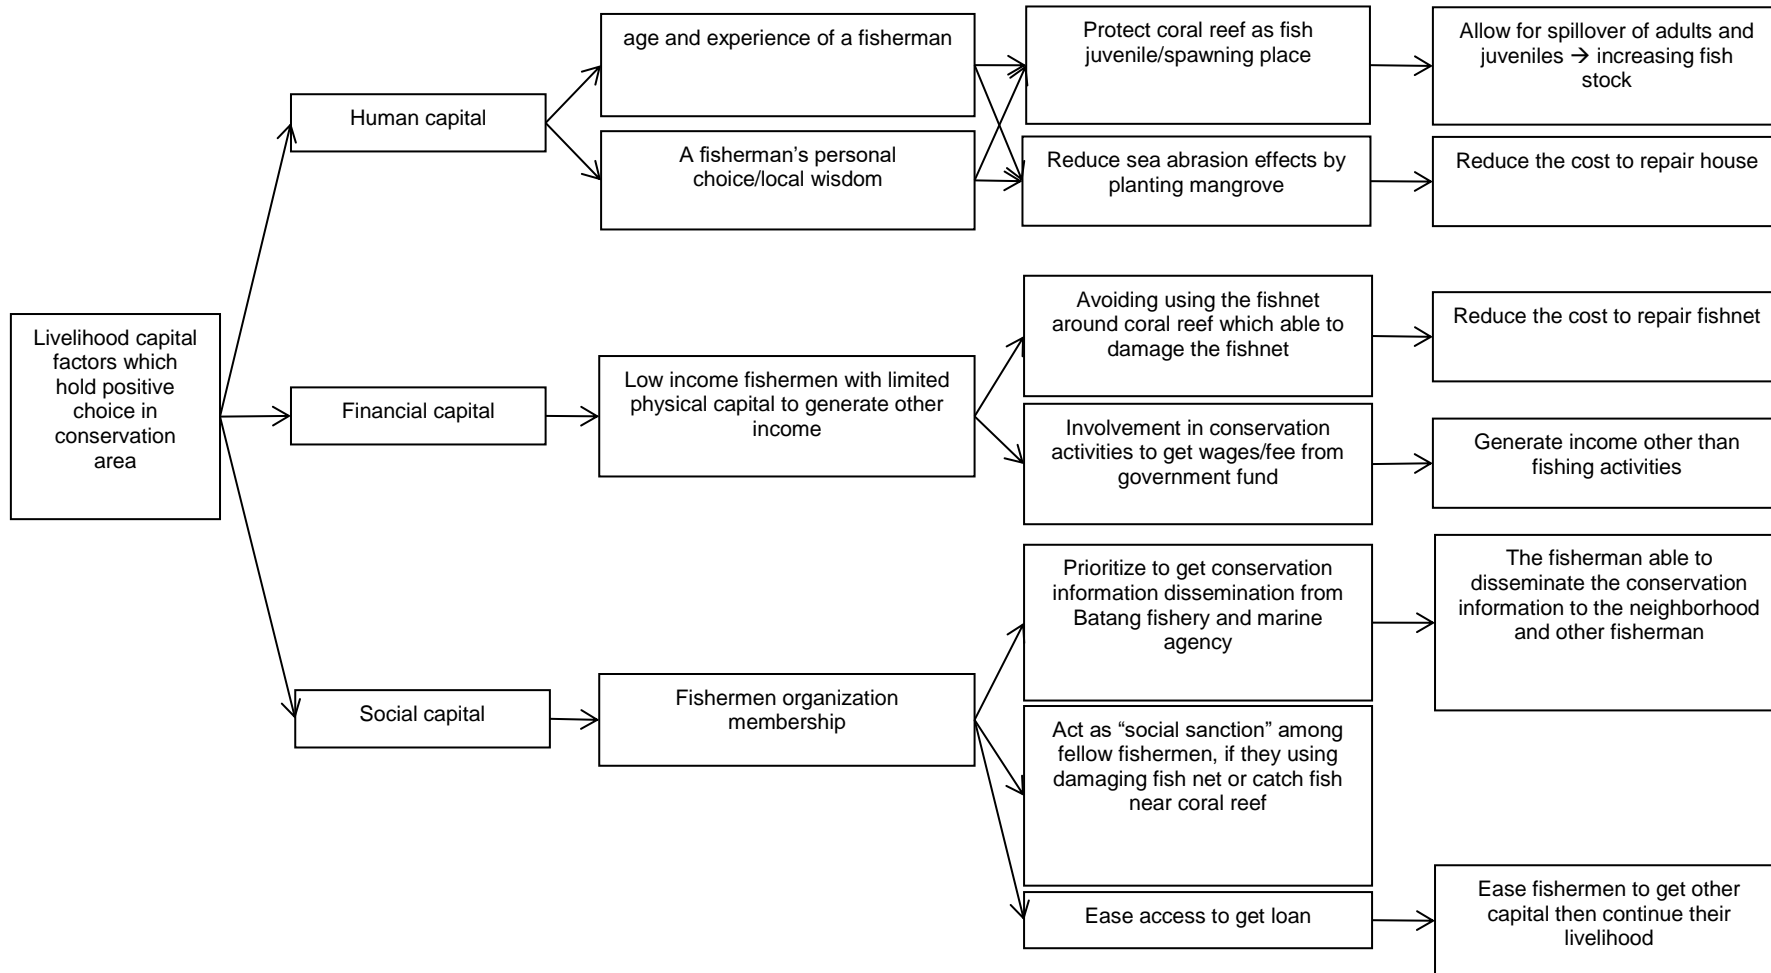 Livelihood capital
factors which
hold positive
choice in
conservation
area
Human capital
Financial capital
Social capital
age and experience of a fisherman
A fisherman's personal
choice/local wisdom
Low income fishermen with limited
physical capital to generate other
income
Fishermen organization
membership
Protect coral reef as fish
juvenile/spawning place
Reduce sea abrasion effects by
planting mangrove
Avoiding using the fishnet
around coral reef which able to
damage the fishnet
Involvement in conservation
activities to get wages/fee from
government fund
Prioritize to get conservation
information dissemination from
Batang fishery and marine
agency
Act as “social sanction” among
fellow fishermen, if they using
damaging fish net or catch fish
near coral reef
Ease access to get loan
Allow for spillover of adults and
juveniles → increasing fish
stock
Reduce the cost to repair house
Reduce the cost to repair fishnet
Generate income other than
fishing activities
The fisherman able to
disseminate the conservation
information to the neighborhood
and other fisherman
Ease fishermen to get other
capital then continue their
livelihood